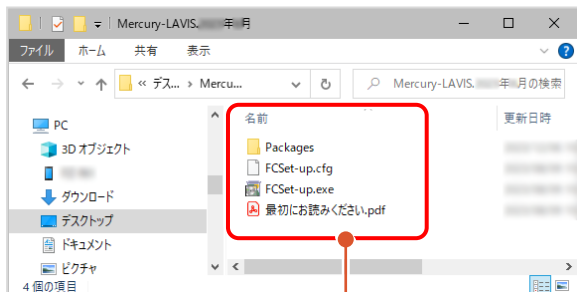 Mercury-LAVIS. 年 月
ファイル ホーム 共有 表示
« デス... › Mercu... Mercury-LAVIS. 年 月の検索
名前 更新日時
PC
3D オブジェクト
ダウンロード
デスクトップ
ドキュメント
ピクチャ
Packages
FCSet-up.cfg
FCSet-up.exe
最初にお読みください.pdf
4 個の項目